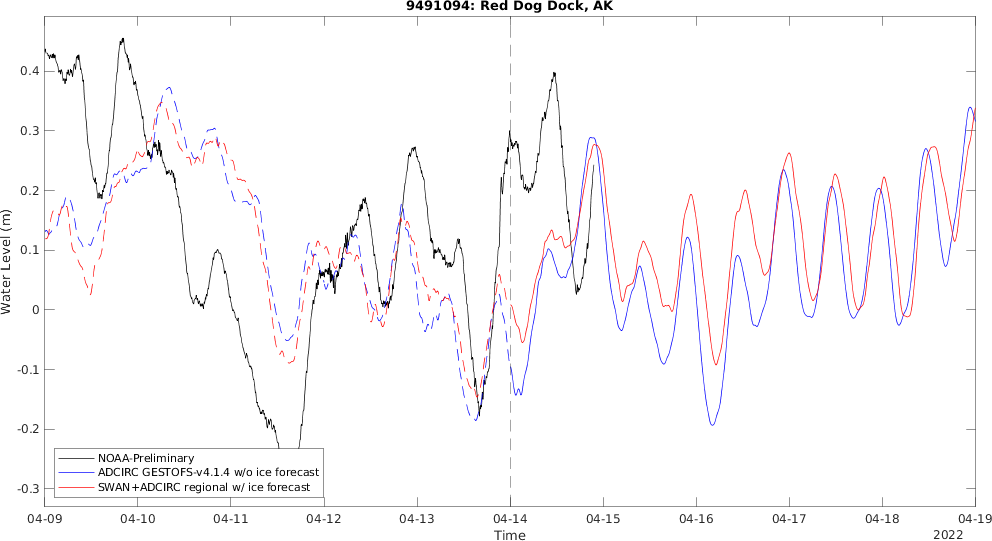 9491094: Red Dog Dock, AK
Water Level (m)
0.4
0.3
0.2
0.1
0
-0.1
-0.2
-0.3
NOAA-Preliminary
ADCIRC GESTOFS-v4.1.4 w/o ice forecast
SWAN+ADCIRC regional w/ ice forecast
04-09 04-10 04-11 04-12 04-13 04-14 04-15 04-16 04-17 04-18 04-19
Time
2022